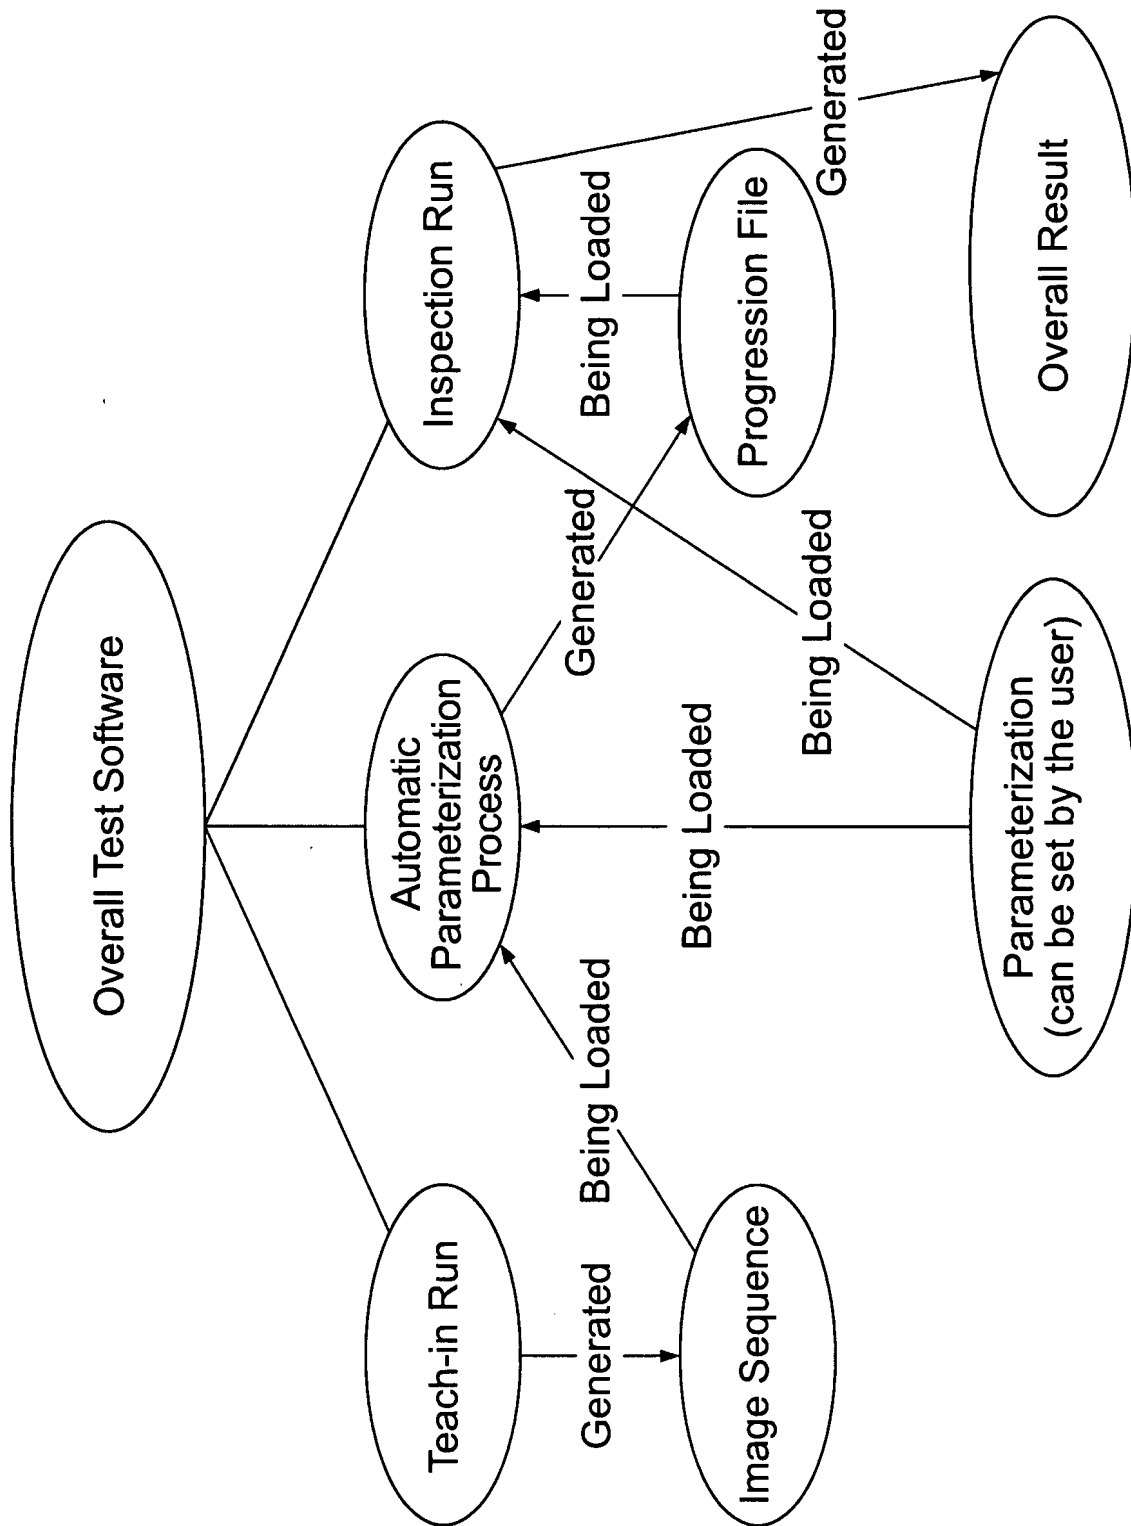 Overall Test Software
Teach-in Run
Automatic
Parameterization
Process
Inspection Run
Generated
Being Loaded
Generated
Being Loaded
Image Sequence
Being Loaded
Progression File
Being Loaded
Generated
Parameterization
(can be set by the user)
Overall Result